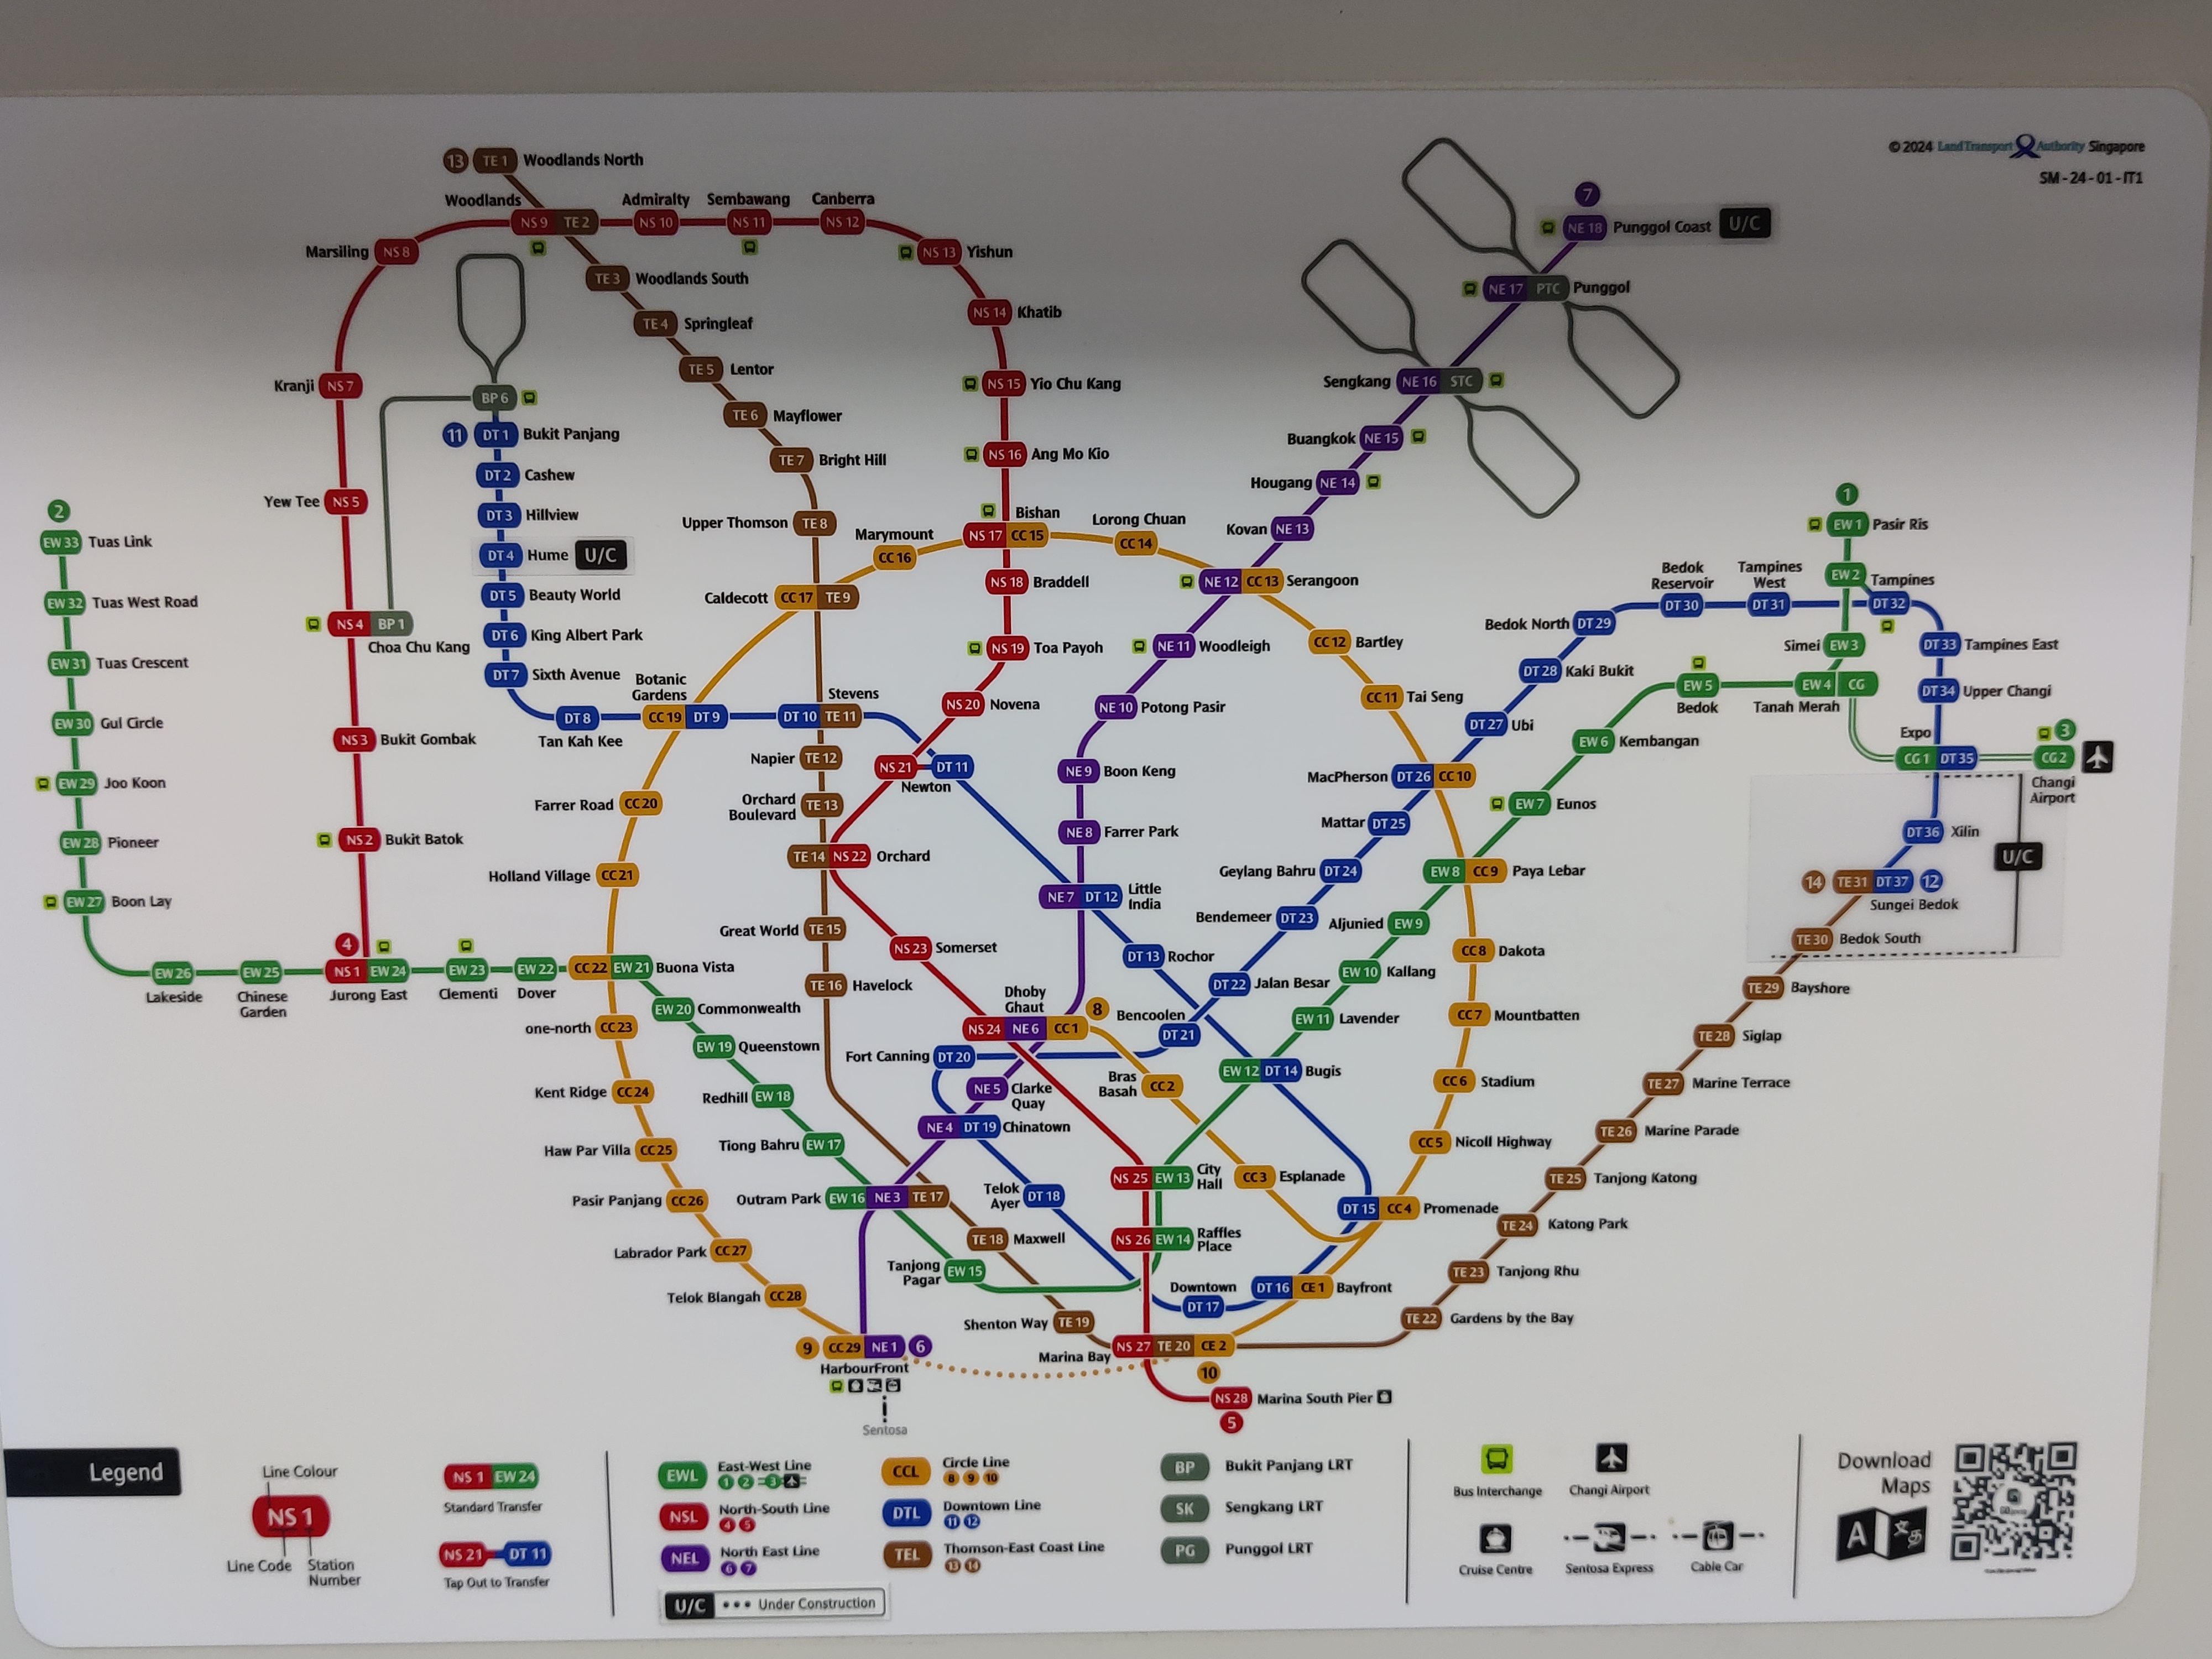 © 2024 Land Transport Authority Singapore
SM-24-01-IT1
13 TE 1 Woodlands North
Woodlands
NS 9 TE 2
Admiralty
NS 10
Sembawang
NS 11
Canberra
NS 12
Marsiling NS 8
NS 13 Yishun
TE 3 Woodlands South
NS 14 Khatib
TE 4 Springleaf
Kranji NS 7
TE 5 Lentor
NS 15 Yio Chu Kang
BP 6
11 DT 1 Bukit Panjang
TE 6 Mayflower
TE 7 Bright Hill
NS 16 Ang Mo Kio
DT 2 Cashew
Yew Tee NS 5
DT 3 Hillview
DT 4 Hume U/C
Upper Thomson TE 8
Marymount
CC 16
Bishan
NS 17 CC 15
Lorong Chuan
CC 14
7
NE 18 Punggol Coast U/C
NE 17 PTC Punggol
Sengkang NE 16 STC
Buangkok NE 15
Hougang NE 14
Kovan NE 13
NE 12 CC 13 Serangoon
2
EW 33 Tuas Link
EW 32 Tuas West Road
EW 31 Tuas Crescent
EW 30 Gul Circle
EW 29 Joo Koon
EW 28 Pioneer
EW 27 Boon Lay
NS 4 BP 1
Choa Chu Kang
NS 3 Bukit Gombak
NS 2 Bukit Batok
DT 5 Beauty World
DT 6 King Albert Park
DT 7 Sixth Avenue
DT 8
Tan Kah Kee
Botanic
Gardens
CC 19 DT 9
Stevens
DT 10 TE 11
Caldecott CC 17 TE 9
NS 18 Braddell
NS 19 Toa Payoh
NS 20 Novena
NS 21 DT 11
Newton
NE 11 Woodleigh
NE 10 Potong Pasir
NE 9 Boon Keng
NE 8 Farrer Park
NE 7 DT 12 Little
India
CC 12 Bartley
CC 11 Tai Seng
MacPherson DT 26 CC 10
DT 27 Ubi
DT 28 Kaki Bukit
Bedok North DT 29
Bedok
Reservoir
DT 30
Tampines
West
DT 31
1
EW 1 Pasir Ris
EW 2 Tampines
DT 32
Simei EW 3
DT 33 Tampines East
EW 4 CG
Tanah Merah
DT 34 Upper Changi
EW 5
Bedok
EW 6 Kembangan
EW 7 Eunos
Expo
CG 1 DT 35
3
CG 2
Changi
Airport
DT 36 Xilin
U/C
14 TE 31 DT 37 12
Sungei Bedok
TE 30 Bedok South
TE 29 Bayshore
TE 28 Siglap
TE 27 Marine Terrace
TE 26 Marine Parade
TE 25 Tanjong Katong
TE 24 Katong Park
TE 23 Tanjong Rhu
TE 22 Gardens by the Bay
Napier TE 12
Orchard
Boulevard TE 13
TE 14 NS 22 Orchard
Great World TE 15
TE 16 Havelock
NS 23 Somerset
Farrer Road CC 20
Holland Village CC 21
EW 26
Lakeside
EW 25
Chinese
Garden
4
NS 1 EW 24
Jurong East
EW 23
Clementi
EW 22
Dover
CC 22 EW 21 Buona Vista
EW 20 Commonwealth
EW 19 Queenstown
Redhill EW 18
Tiong Bahru EW 17
Outram Park EW 16 NE 3 TE 17
one-north CC 23
Kent Ridge CC 24
Haw Par Villa CC 25
Pasir Panjang CC 26
Labrador Park CC 27
Telok Blangah CC 28
9 CC 29 NE 1 6
HarbourFront
Sentosa
Mattar DT 25
Geylang Bahru DT 24
Bendemeer DT 23
DT 22 Jalan Besar
Bencoolen
DT 21
DT 13 Rochor
Dhoby
Ghaut
NS 24 NE 6 CC 1
8
Fort Canning DT 20
NE 5 Clarke
Quay
NE 4 DT 19 Chinatown
Telok
Ayer DT 18
Bras
Basah CC 2
CC 3 Esplanade
EW 8 CC 9 Paya Lebar
Aljunied EW 9
EW 10 Kallang
EW 11 Lavender
EW 12 DT 14 Bugis
CC 8 Dakota
CC 7 Mountbatten
CC 6 Stadium
CC 5 Nicoll Highway
DT 15 CC 4 Promenade
NS 25 EW 13 City
Hall
NS 26 EW 14 Raffles
Place
TE 18 Maxwell
Tanjong
Pagar EW 15
Shenton Way TE 19
Downtown
DT 17
DT 16 CE 1 Bayfront
NS 27 TE 20 CE 2
Marina Bay
10
NS 28 Marina South Pier
5
Legend
Line Colour
NS 1
Line Code
Station
Number
NS 1 EW 24
Standard Transfer
NS 21 DT 11
Tap Out to Transfer
EWL East-West Line
1 2 3
NSL North-South Line
4 5
NEL North East Line
6 7
U/C Under Construction
CCL Circle Line
8 9 10
DTL Downtown Line
11 12
TEL Thomson-East Coast Line
13 14
BP Bukit Panjang LRT
SK Sengkang LRT
PG Punggol LRT
Bus Interchange
Changi Airport
Cruise Centre
Sentosa Express
Cable Car
Download
Maps
A